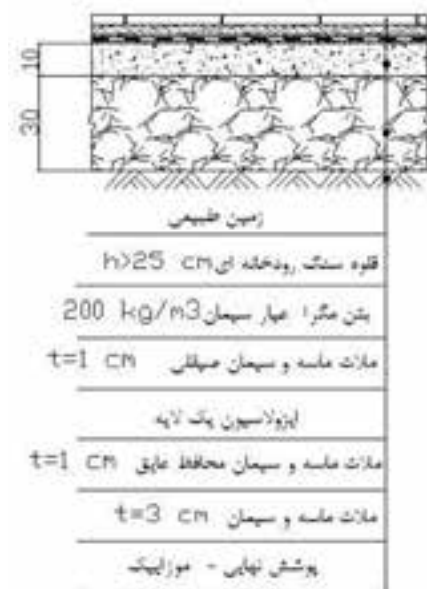 10
30
زمین طبیعی
قلوه سنگ رودخانه ای h>25 cm
بتن مگر با عیار سیمان 200 kg/m3
ملات ماسه و سیمان صیقلی t=1 cm
ایزولاسیون یک لایه
ملات ماسه و سیمان محافظ عایق t=1 cm
ملات ماسه و سیمان t=3 cm
پوشش نهایی - موزاییک